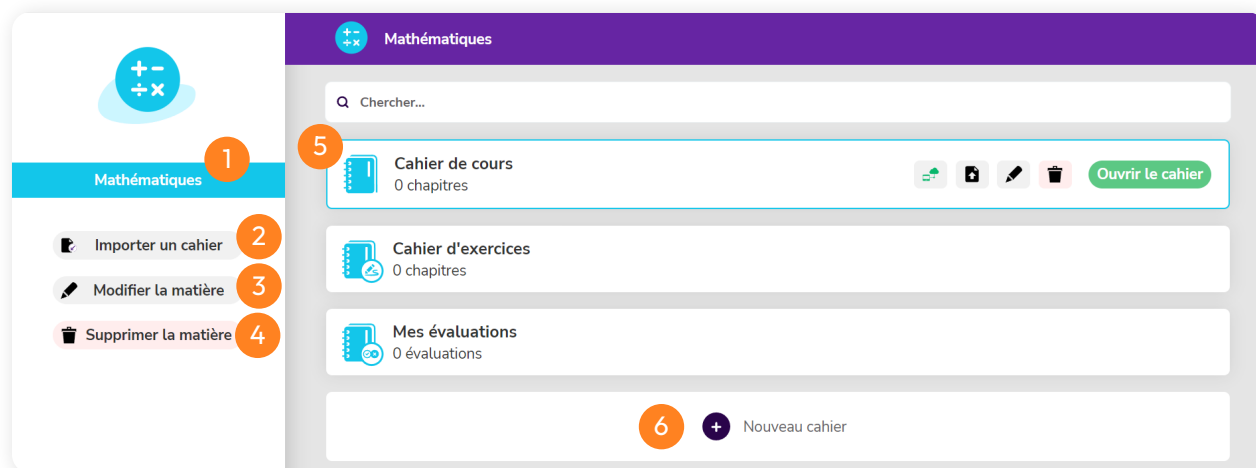 Mathématiques
Chercher...
1
Mathématiques
2
Importer un cahier
3
Modifier la matière
4
Supprimer la matière
5
Cahier de cours
0 chapitres
Ouvrir le cahier
Cahier d'exercices
0 chapitres
Mes évaluations
0 évaluations
6
Nouveau cahier